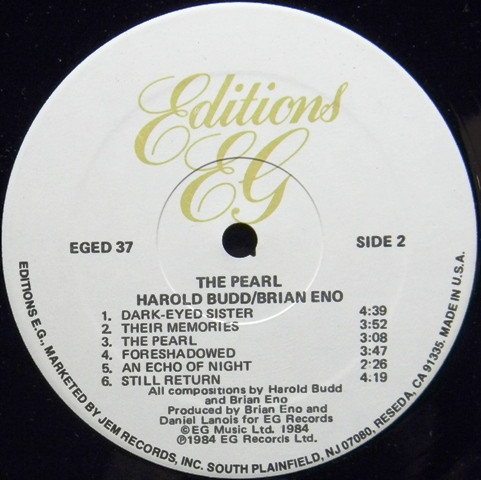 Editions
EG
EGED 37
SIDE 2
THE PEARL
HAROLD BUDD/BRIAN ENO
1. DARK-EYED SISTER 4:39
2. THEIR MEMORIES 3:52
3. THE PEARL 3:08
4. FORESHADOWED 3:47
5. AN ECHO OF NIGHT 2:26
6. STILL RETURN 4:19
All compositions by Harold Budd
and Brian Eno
Produced by Brian Eno and
Daniel Lanois for EG Records
©EG Music Ltd. 1984
℗1984 EG Records Ltd.
EDITIONS E.G., MARKETED BY JEM RECORDS, INC. SOUTH PLAINFIELD, NJ 07080, RESEDA, CA 91335. MADE IN U.S.A.